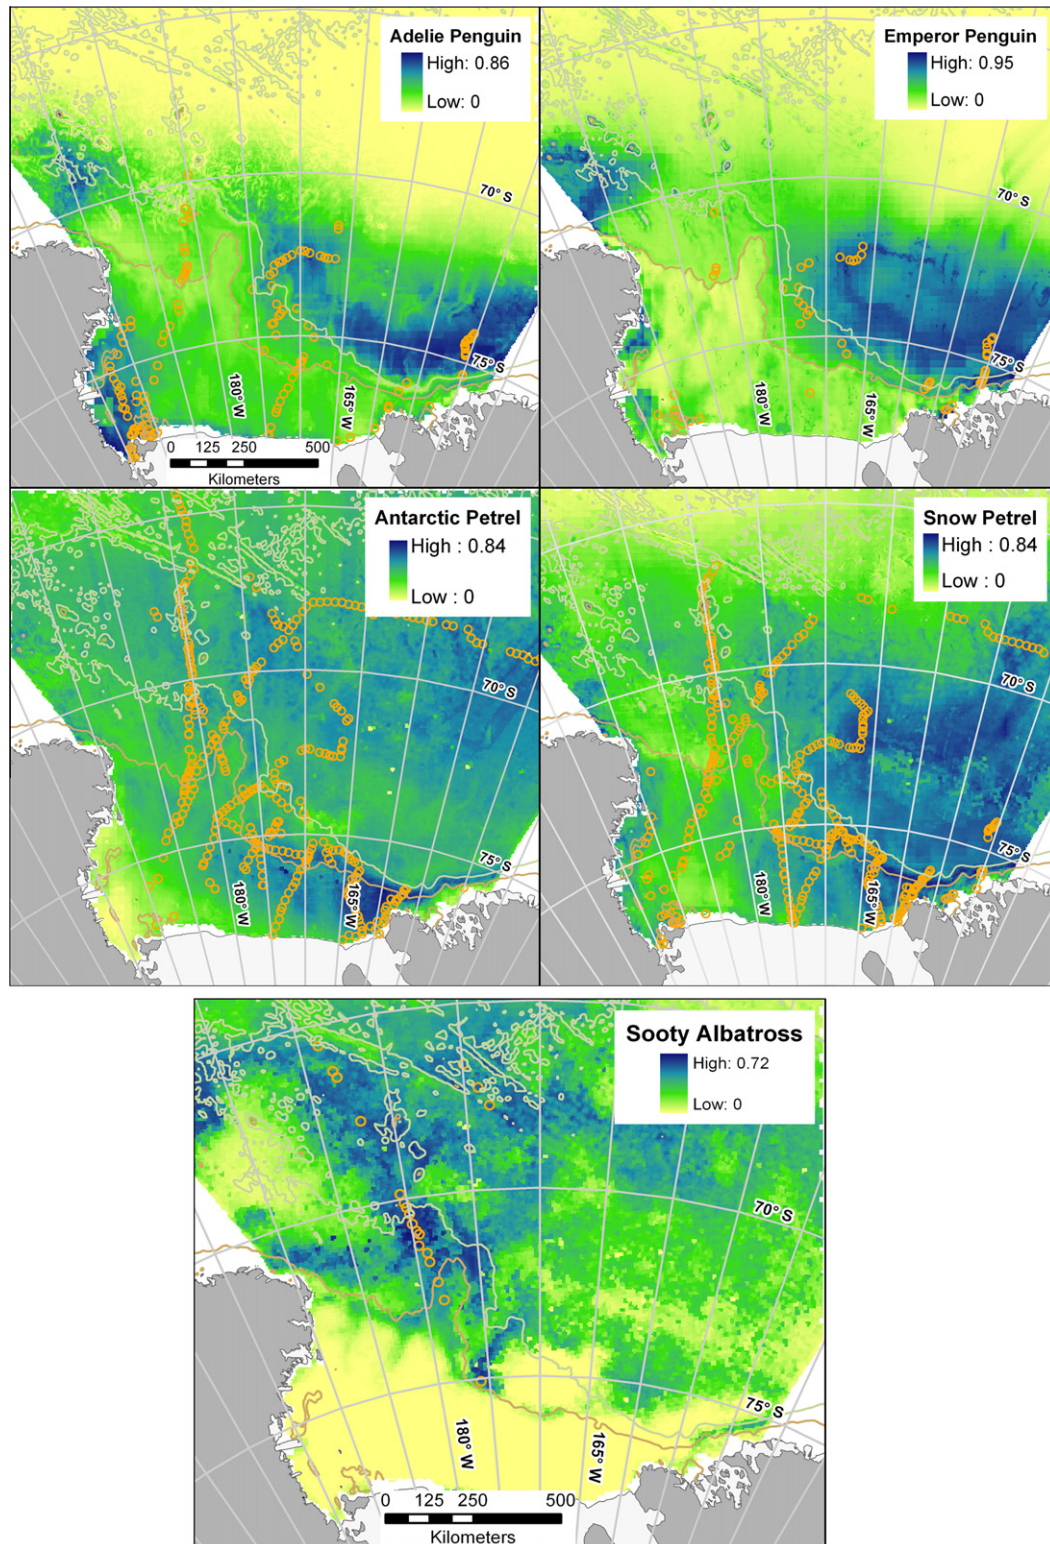 Adelie Penguin
High: 0.86
Low: 0
70° S
75° S
180° W
165° W
0 125 250 500
Kilometers
Emperor Penguin
High: 0.95
Low: 0
70° S
75° S
180° W
165° W
Antarctic Petrel
High : 0.84
Low : 0
70° S
75° S
180° W
165° W
Snow Petrel
High : 0.84
Low : 0
70° S
75° S
180° W
165° W
Sooty Albatross
High: 0.72
Low: 0
70° S
75° S
180° W
165° W
0 125 250 500
Kilometers